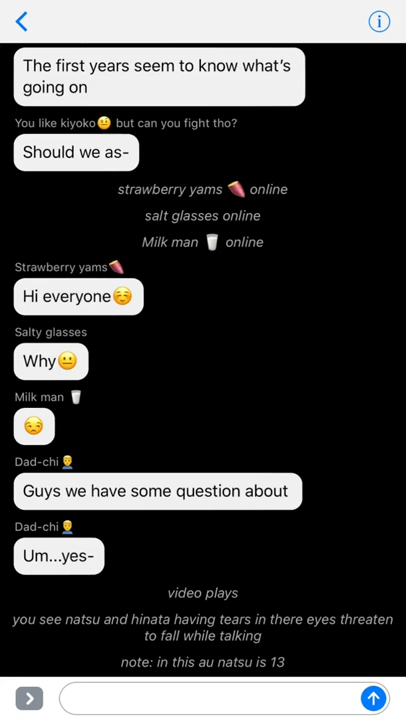 The first years seem to know what's
going on
You like kiyoko😐 but can you fight tho?
Should we as-
strawberry yams 🍠 online
salt glasses online
Milk man 🥛 online
Strawberry yams🍠
Hi everyone☺️
Salty glasses
Why😐
Milk man 🥛
😒
Dad-chi💆‍♂️
Guys we have some question about
Dad-chi💆‍♂️
Um...yes-
video plays
you see natsu and hinata having tears in there eyes threaten
to fall while talking
note: in this au natsu is 13